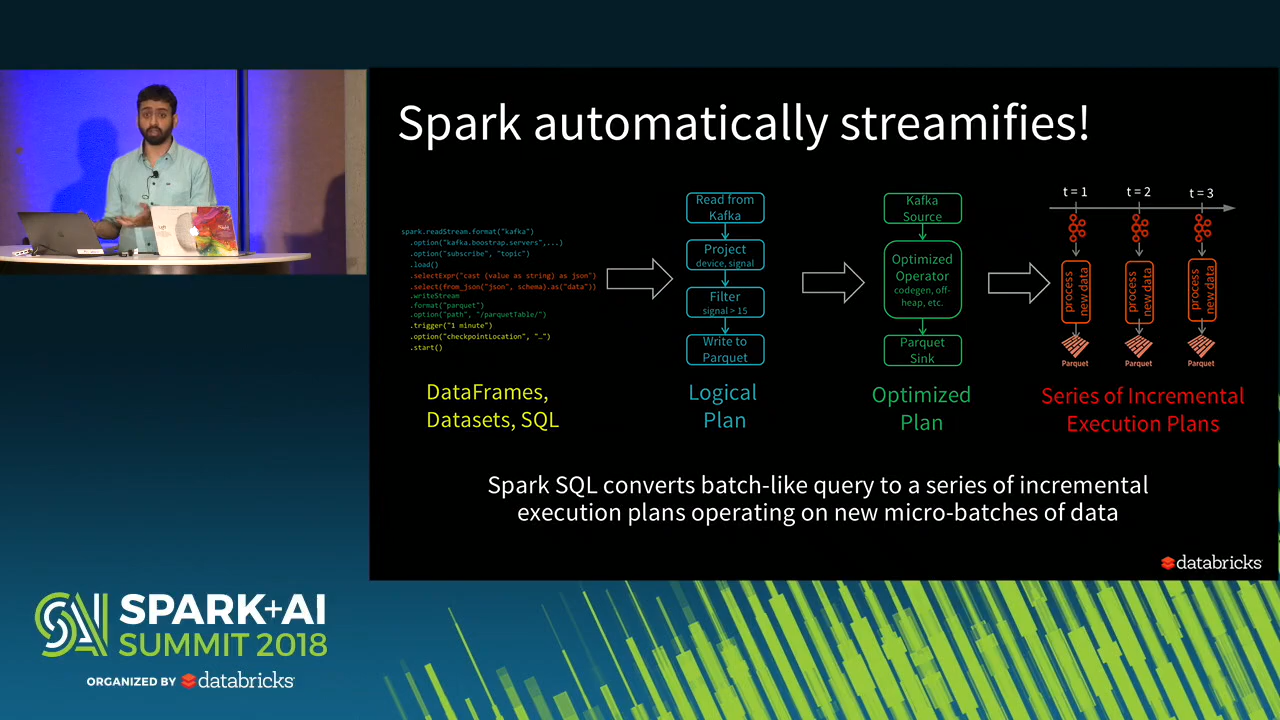 Spark automatically streamifies!
spark.readStream.format("kafka")
.option("kafka.boostrap.servers",...)
.option("subscribe", "topic")
.load()
.selectExpr("cast (value as string) as json")
.select(from_json("json", schema).as("data"))
.writeStream
.format("parquet")
.option("path", "/parquetTable/")
.trigger("1 minute")
.option("checkpointLocation", "…")
.start()
DataFrames,
Datasets, SQL
Read from
Kafka
Project
device, signal
Filter
signal > 15
Write to
Parquet
Logical
Plan
Kafka
Source
Optimized
Operator
codegen, off-
heap, etc.
Parquet
Sink
Optimized
Plan
t = 1
t = 2
t = 3
process
new data
process
new data
process
new data
Parquet
Parquet
Parquet
Series of Incremental
Execution Plans
Spark SQL converts batch-like query to a series of incremental
execution plans operating on new micro-batches of data
databricks
SPARK+AI
SUMMIT 2018
ORGANIZED BY databricks